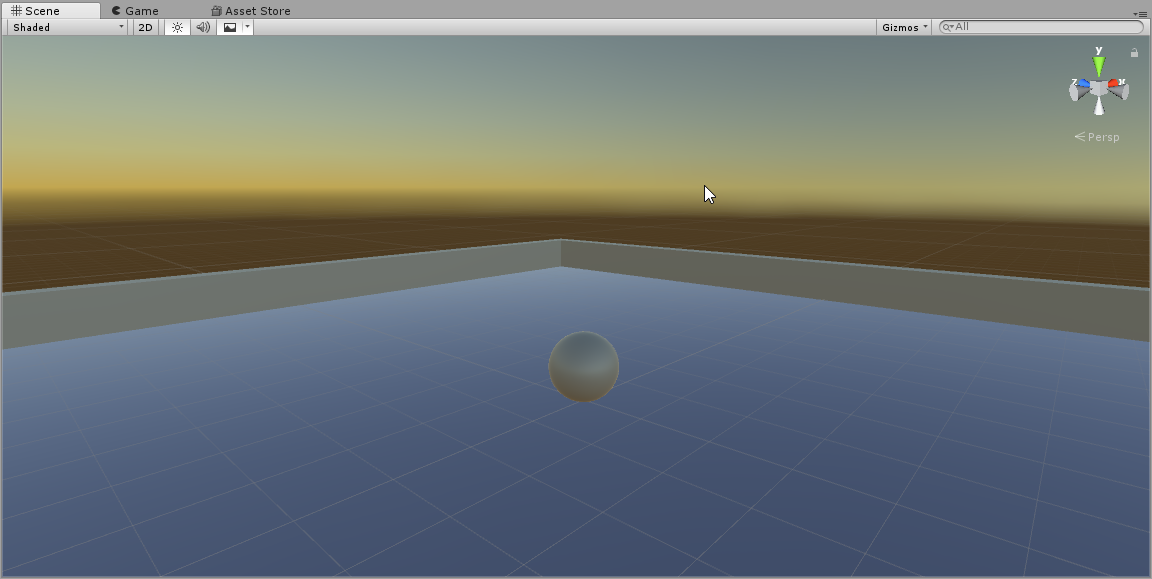 Scene Game Asset Store
Shaded 2D Gizmos All
y
z x
Persp